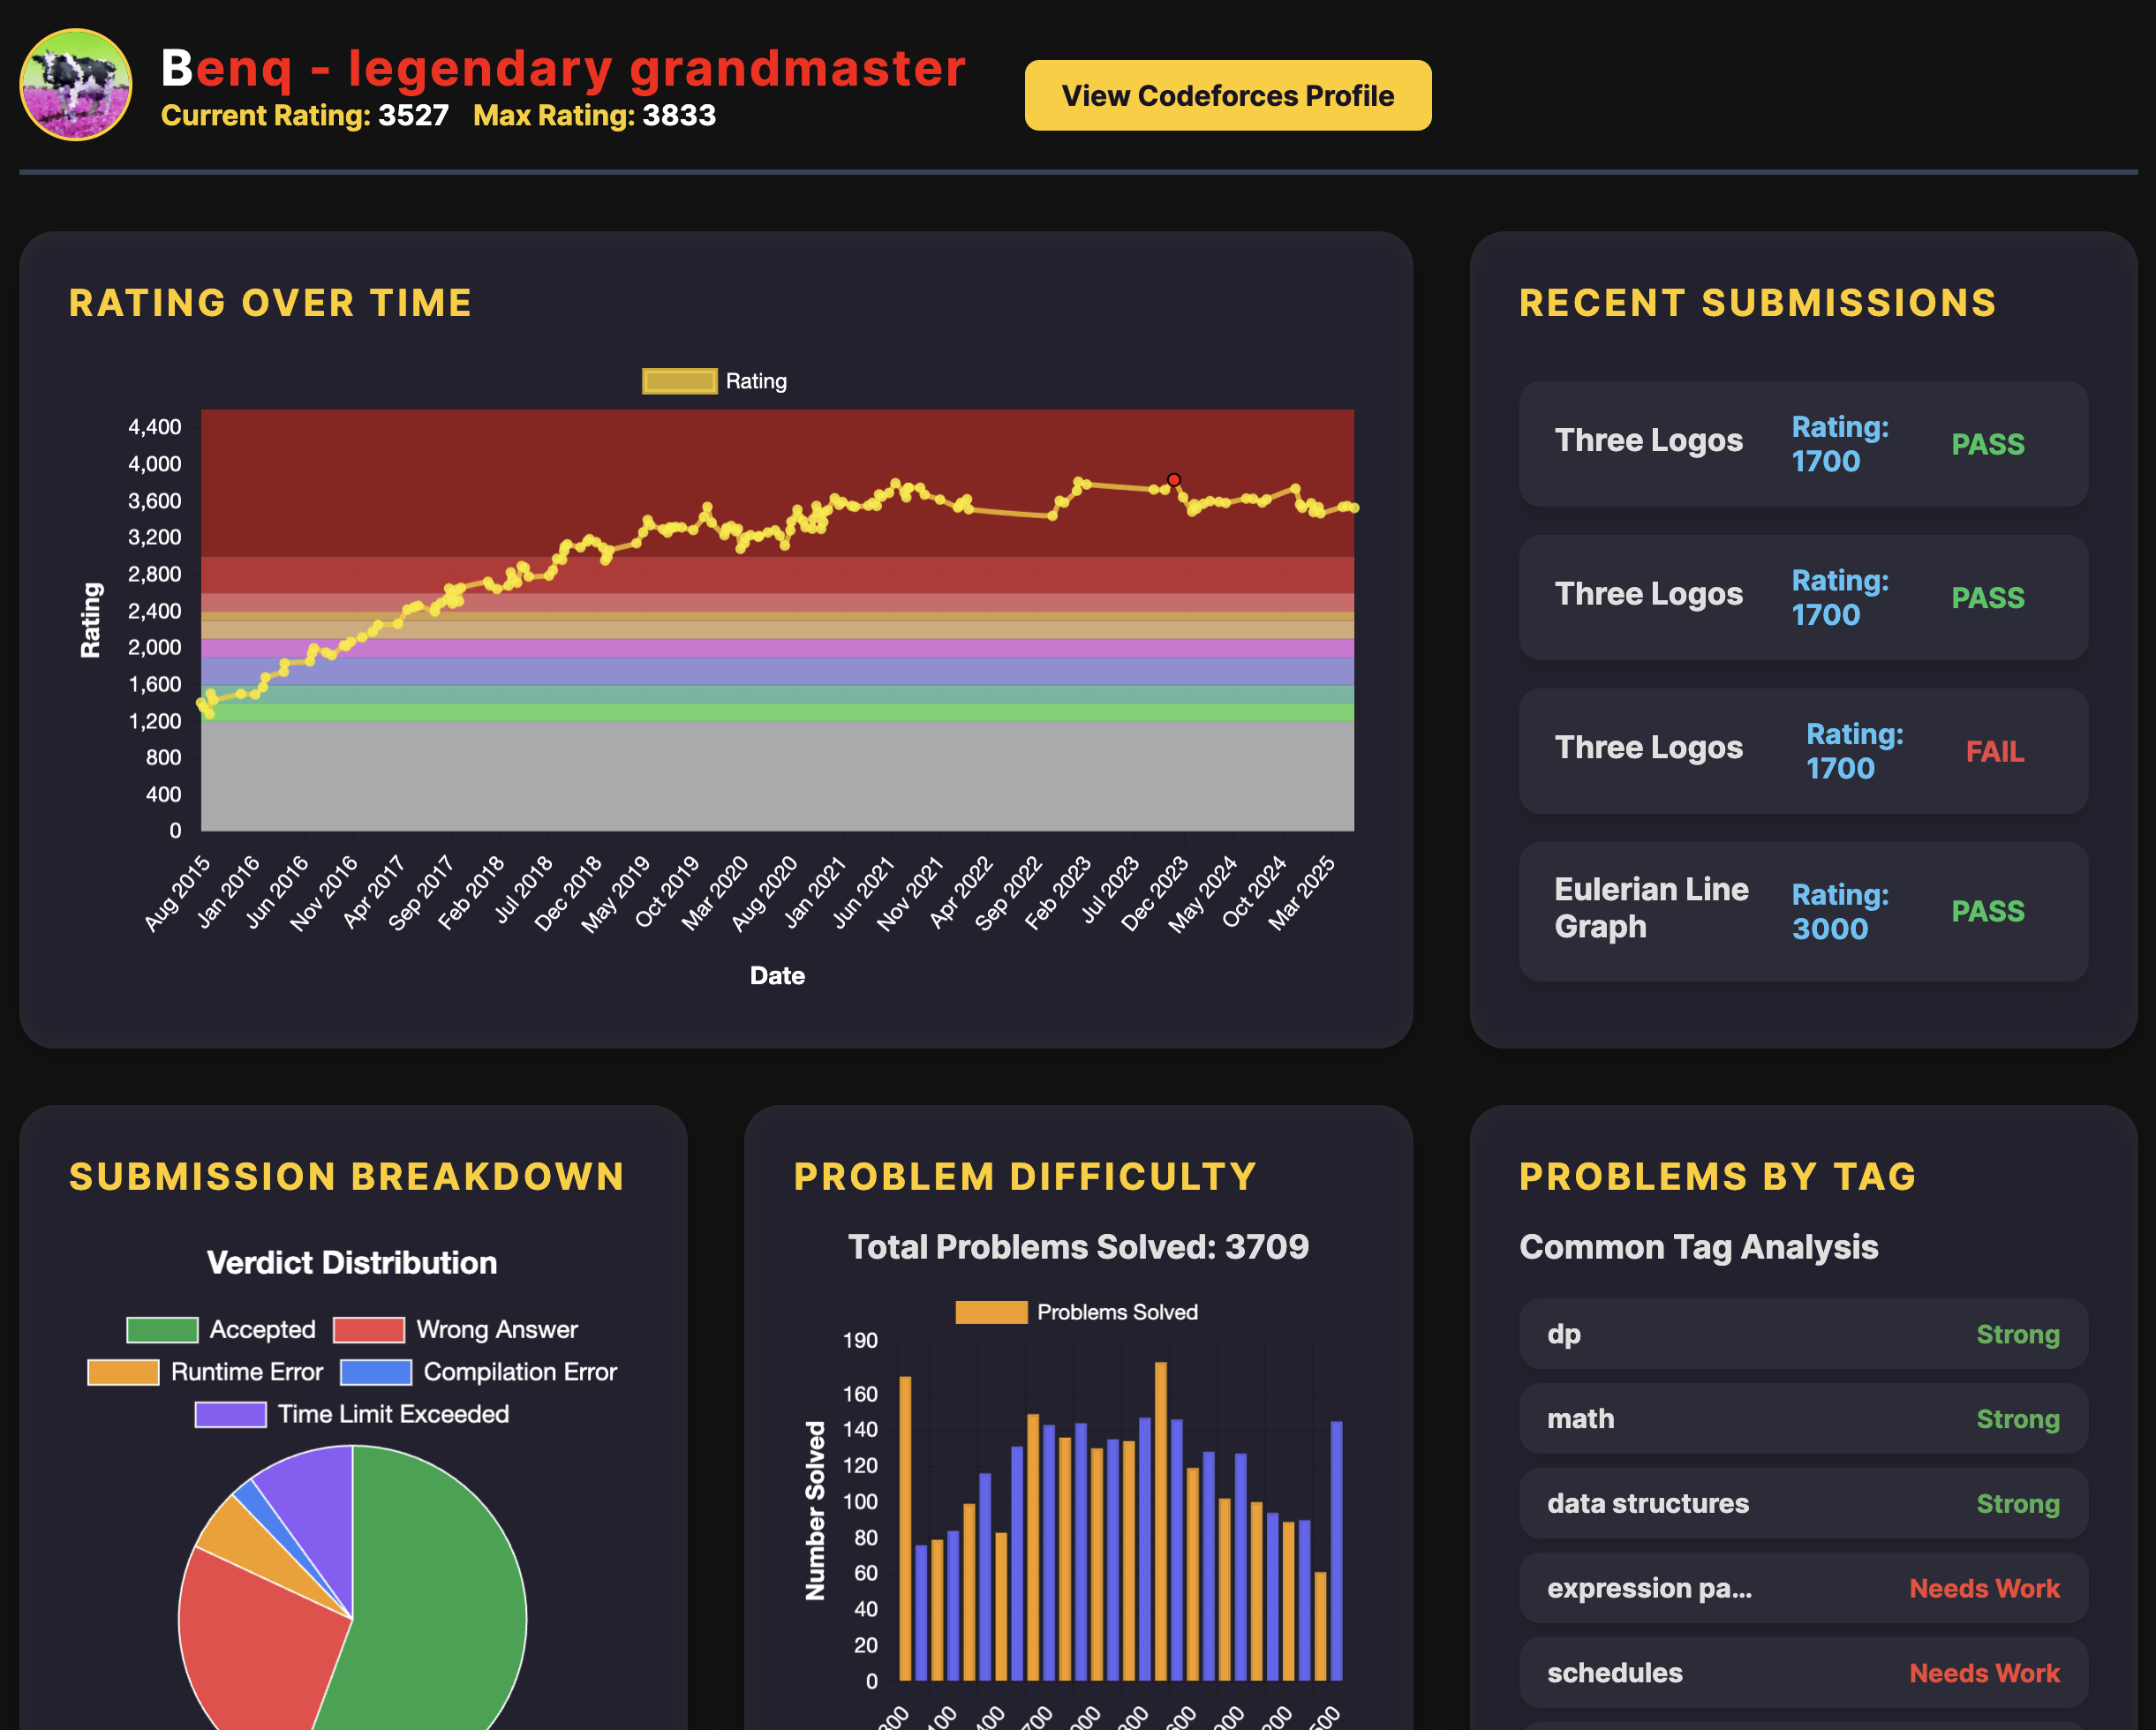 Benq - legendary grandmaster
Current Rating: 3527 Max Rating: 3833
View Codeforces Profile
RATING OVER TIME
Rating
4,400
4,000
3,600
3,200
2,800
2,400
2,000
1,600
1,200
800
400
0
Rating
Aug 2015
Jan 2016
Jun 2016
Nov 2016
Apr 2017
Sep 2017
Feb 2018
Jul 2018
Dec 2018
May 2019
Oct 2019
Mar 2020
Aug 2020
Jan 2021
Jun 2021
Nov 2021
Apr 2022
Sep 2022
Feb 2023
Jul 2023
Dec 2023
May 2024
Oct 2024
Mar 2025
Date
RECENT SUBMISSIONS
Three Logos
Rating:
1700
PASS
Three Logos
Rating:
1700
PASS
Three Logos
Rating:
1700
FAIL
Eulerian Line
Graph
Rating:
3000
PASS
SUBMISSION BREAKDOWN
Verdict Distribution
Accepted
Wrong Answer
Runtime Error
Compilation Error
Time Limit Exceeded
PROBLEM DIFFICULTY
Total Problems Solved: 3709
Problems Solved
190
160
140
120
100
80
60
40
20
0
Number Solved
PROBLEMS BY TAG
Common Tag Analysis
dp
Strong
math
Strong
data structures
Strong
expression pa...
Needs Work
schedules
Needs Work